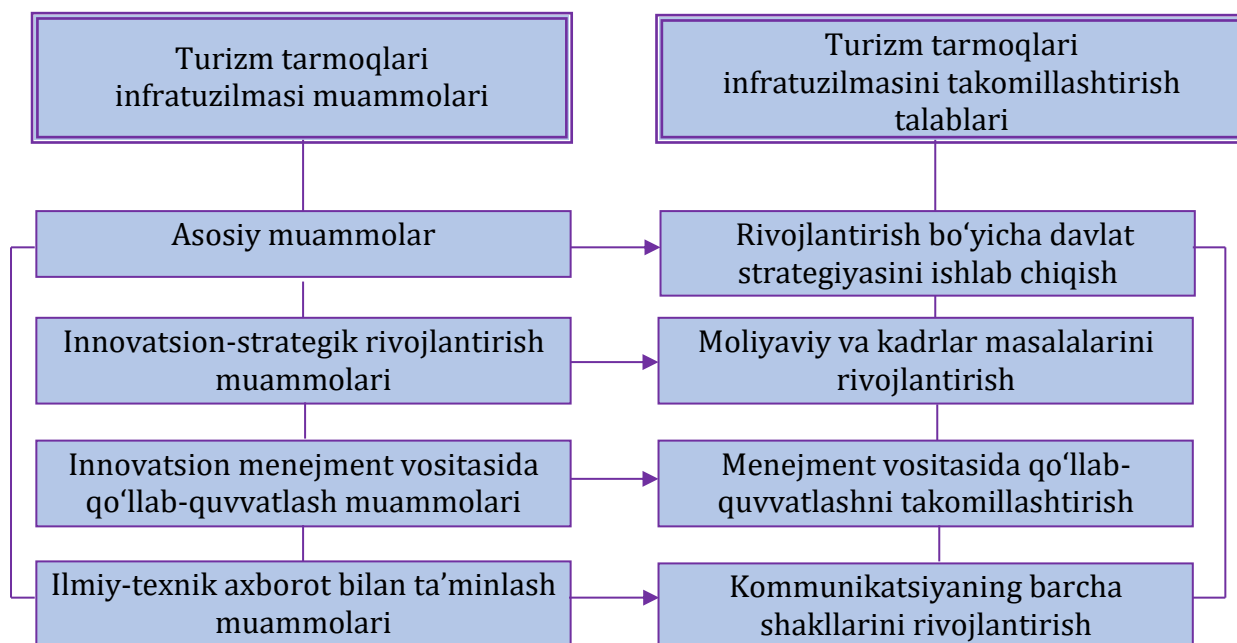 Turizm tarmoqlari
infratuzilmasi muammolari
Turizm tarmoqlari
infratuzilmasini takomillashtirish
talablari
Asosiy muammolar
Rivojlantirish bo‘yicha davlat
strategiyasini ishlab chiqish
Innovatsion-strategik rivojlantirish
muammolari
Moliyaviy va kadrlar masalalarini
rivojlantirish
Innovatsion menejment vositasida
qo‘llab-quvvatlash muammolari
Menejment vositasida qo‘llab-
quvvatlashni takomillashtirish
Ilmiy-texnik axborot bilan ta’minlash
muammolari
Kommunikatsiyaning barcha
shakllarini rivojlantirish